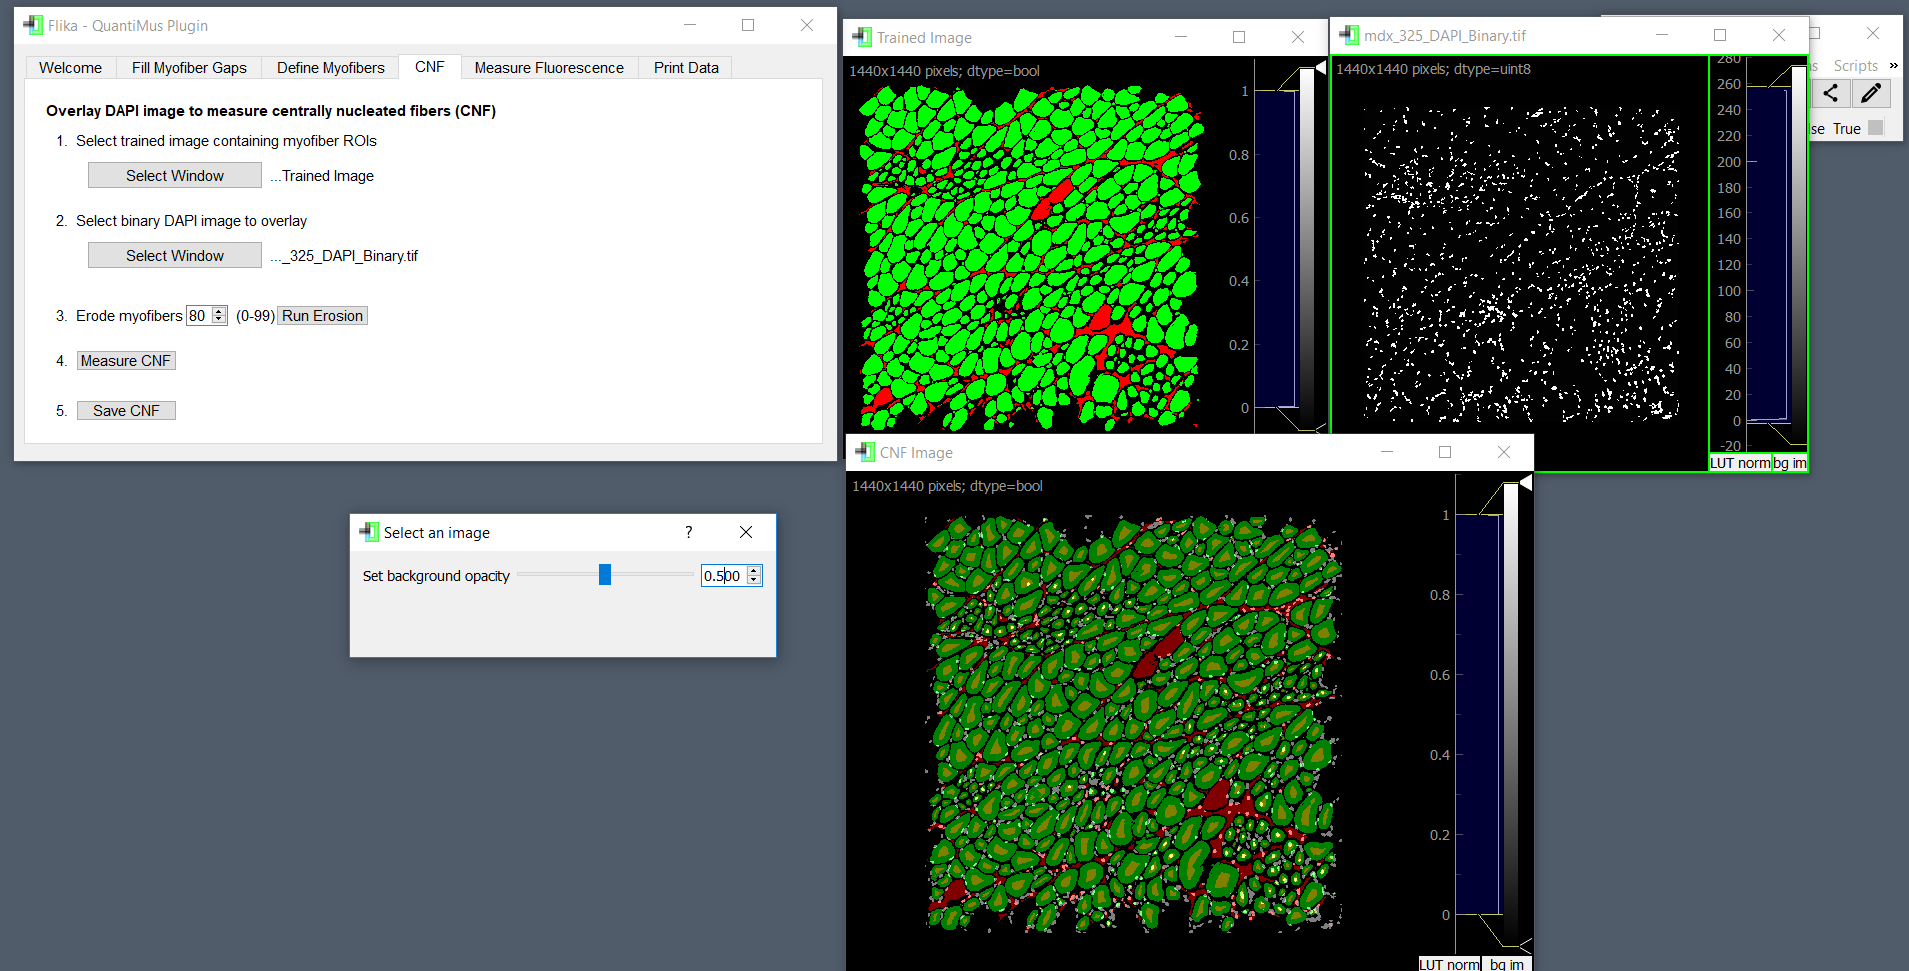 Flika - QuantiMus Plugin
Welcome
Fill Myofiber Gaps
Define Myofibers
CNF
Measure Fluorescence
Print Data
Overlay DAPI image to measure centrally nucleated fibers (CNF)
1. Select trained image containing myofiber ROIs
Select Window ...Trained Image
2. Select binary DAPI image to overlay
Select Window ..._325_DAPI_Binary.tif
3. Erode myofibers 80 (0-99) Run Erosion
4. Measure CNF
5. Save CNF
Trained Image
1440x1440 pixels; dtype=bool
1
0.8
0.6
0.4
0.2
0
mdx_325_DAPI_Binary.tif
1440x1440 pixels; dtype=uint8
280
260
240
220
200
180
160
140
120
100
80
60
40
20
0
-20
LUT norm bg im
Scripts »
True
CNF Image
1440x1440 pixels; dtype=bool
1
0.8
0.6
0.4
0.2
0
LUT norm bg im
Select an image ?
Set background opacity 0.500